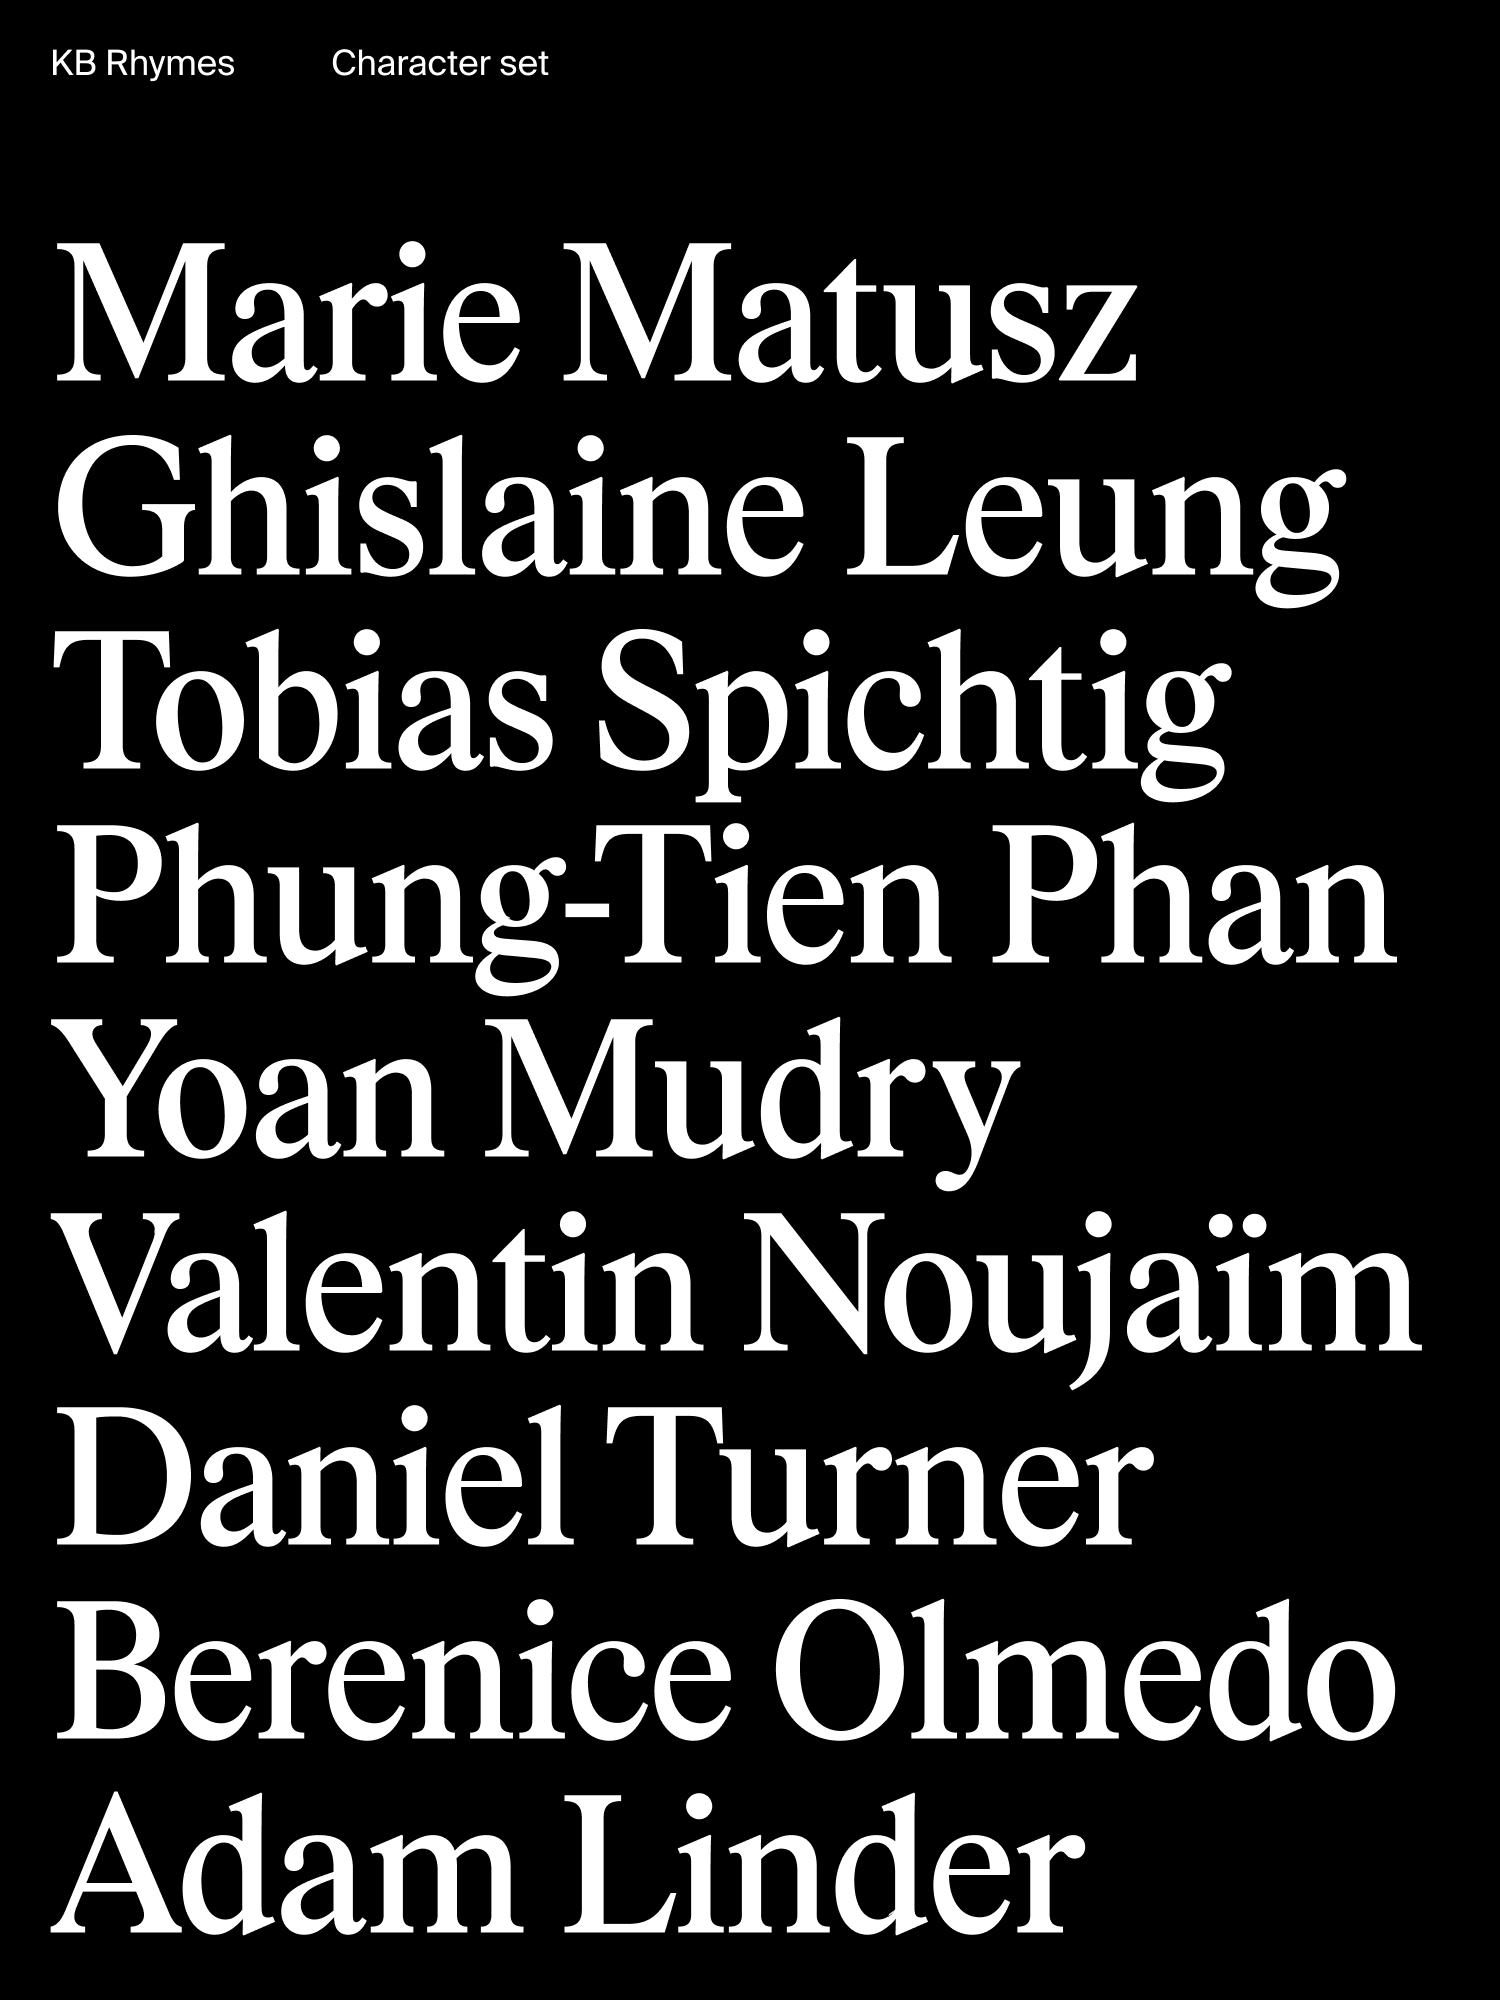 KB Rhymes Character set
Marie Matusz
Ghislaine Leung
Tobias Spichtig
Phung-Tien Phan
Yoan Mudry
Valentin Noujaïm
Daniel Turner
Berenice Olmedo
Adam Linder